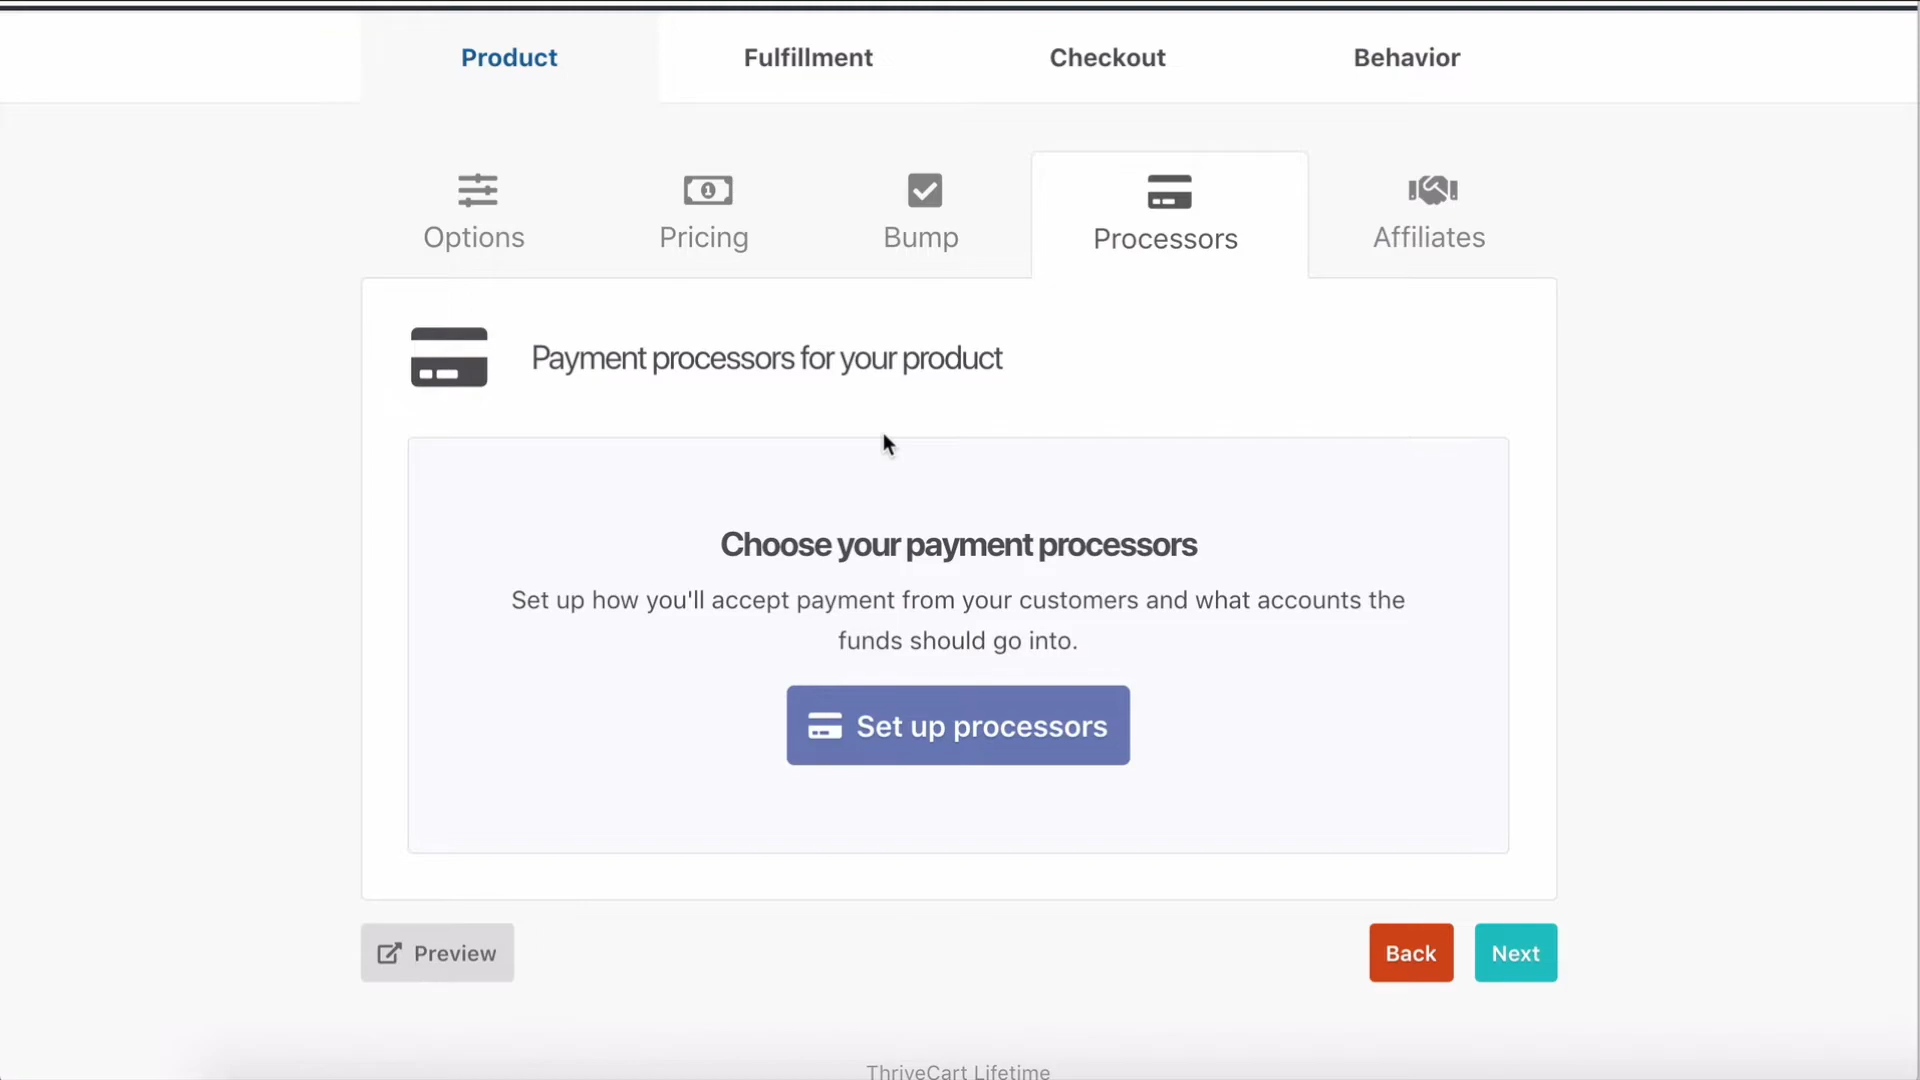 Product
Fulfillment
Checkout
Behavior
Options
Pricing
Bump
Processors
Affiliates
Payment processors for your product
Choose your payment processors
Set up how you'll accept payment from your customers and what accounts the
funds should go into.
Set up processors
Preview
Back
Next
ThriveCart Lifetime